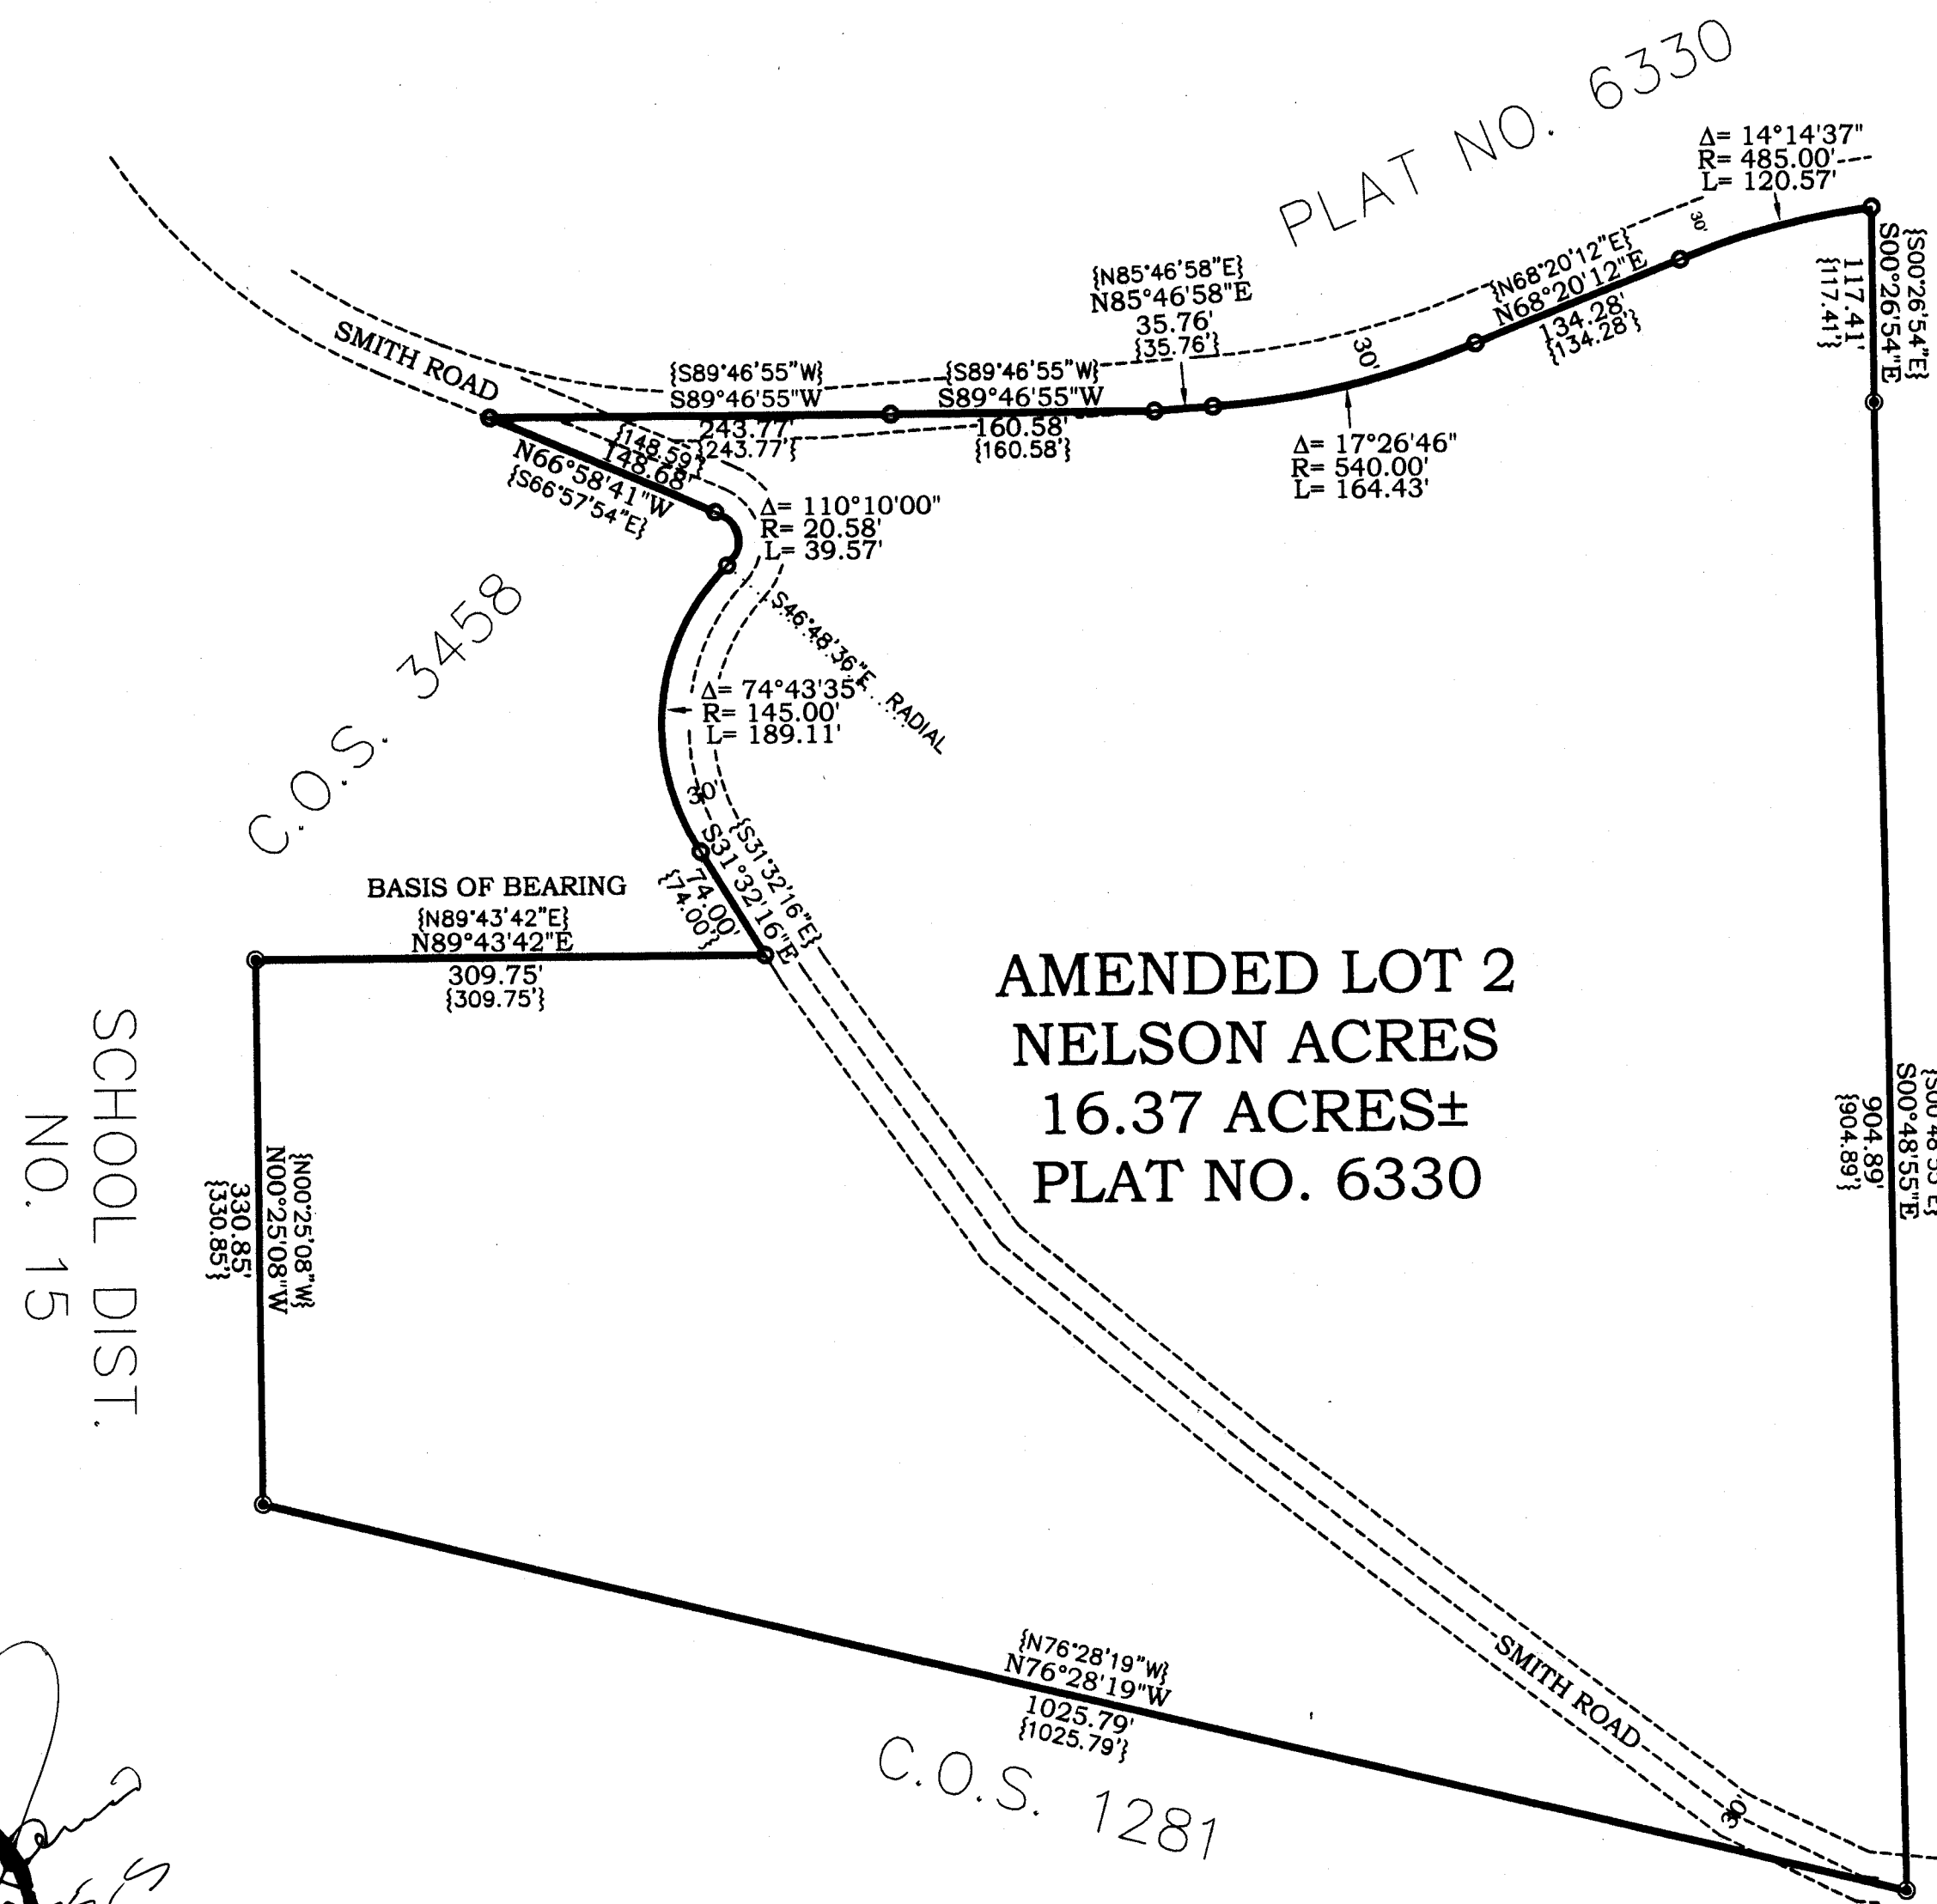 PLAT NO. 6330
Δ= 14°14'37"
R= 485.00'
L= 120.57'
30'
{S00°26'54"E}
S00°26'54"E
117.41'
{117.41'}
{N68°20'12"E}
N68°20'12"E
134.28'
{134.28'}
{N85°46'58"E}
N85°46'58"E
35.76'
{35.76'}
30'
Δ= 17°26'46"
R= 540.00'
L= 164.43'
SMITH ROAD
{S89°46'55"W}
S89°46'55"W
243.77'
{243.77'}
{S89°46'55"W}
S89°46'55"W
160.58'
{160.58'}
{148.59'}
148.68'
N66°58'41"W
{S66°57'54"E}
Δ= 110°10'00"
R= 20.58'
L= 39.57'
S46°48'36"E RADIAL
C.O.S. 3458
Δ= 74°43'35"
R= 145.00'
L= 189.11'
30'
{S31°32'16"E}
S31°32'16"E
74.00'
{74.00'}
BASIS OF BEARING
{N89°43'42"E}
N89°43'42"E
309.75'
{309.75'}
AMENDED LOT 2
NELSON ACRES
16.37 ACRES±
PLAT NO. 6330
{S00°48'55"E}
S00°48'55"E
904.89'
{904.89'}
SCHOOL DIST.
NO. 15
{N00°25'08"W}
N00°25'08"W
330.85'
{330.85'}
{N76°28'19"W}
N76°28'19"W
1025.79'
{1025.79'}
SMITH ROAD
30'
C.O.S. 1281